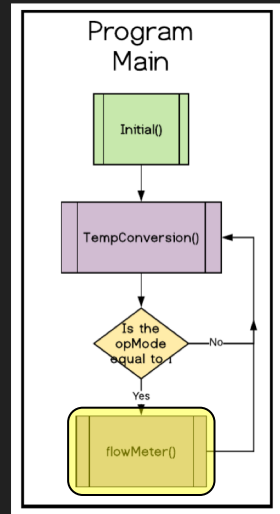 Program
Main
Initial()
TempConversion()
Is the
opMode
equal to
No
Yes
flowMeter()